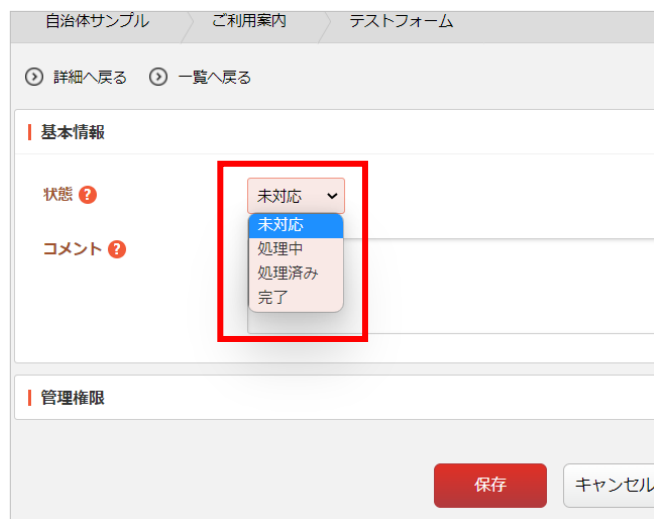 自治体サンプル ご利用案内 テストフォーム
詳細へ戻る 一覧へ戻る
基本情報
状態 ? 未対応
未対応
コメント ? 処理中
処理済み
完了
管理権限
保存 キャンセル